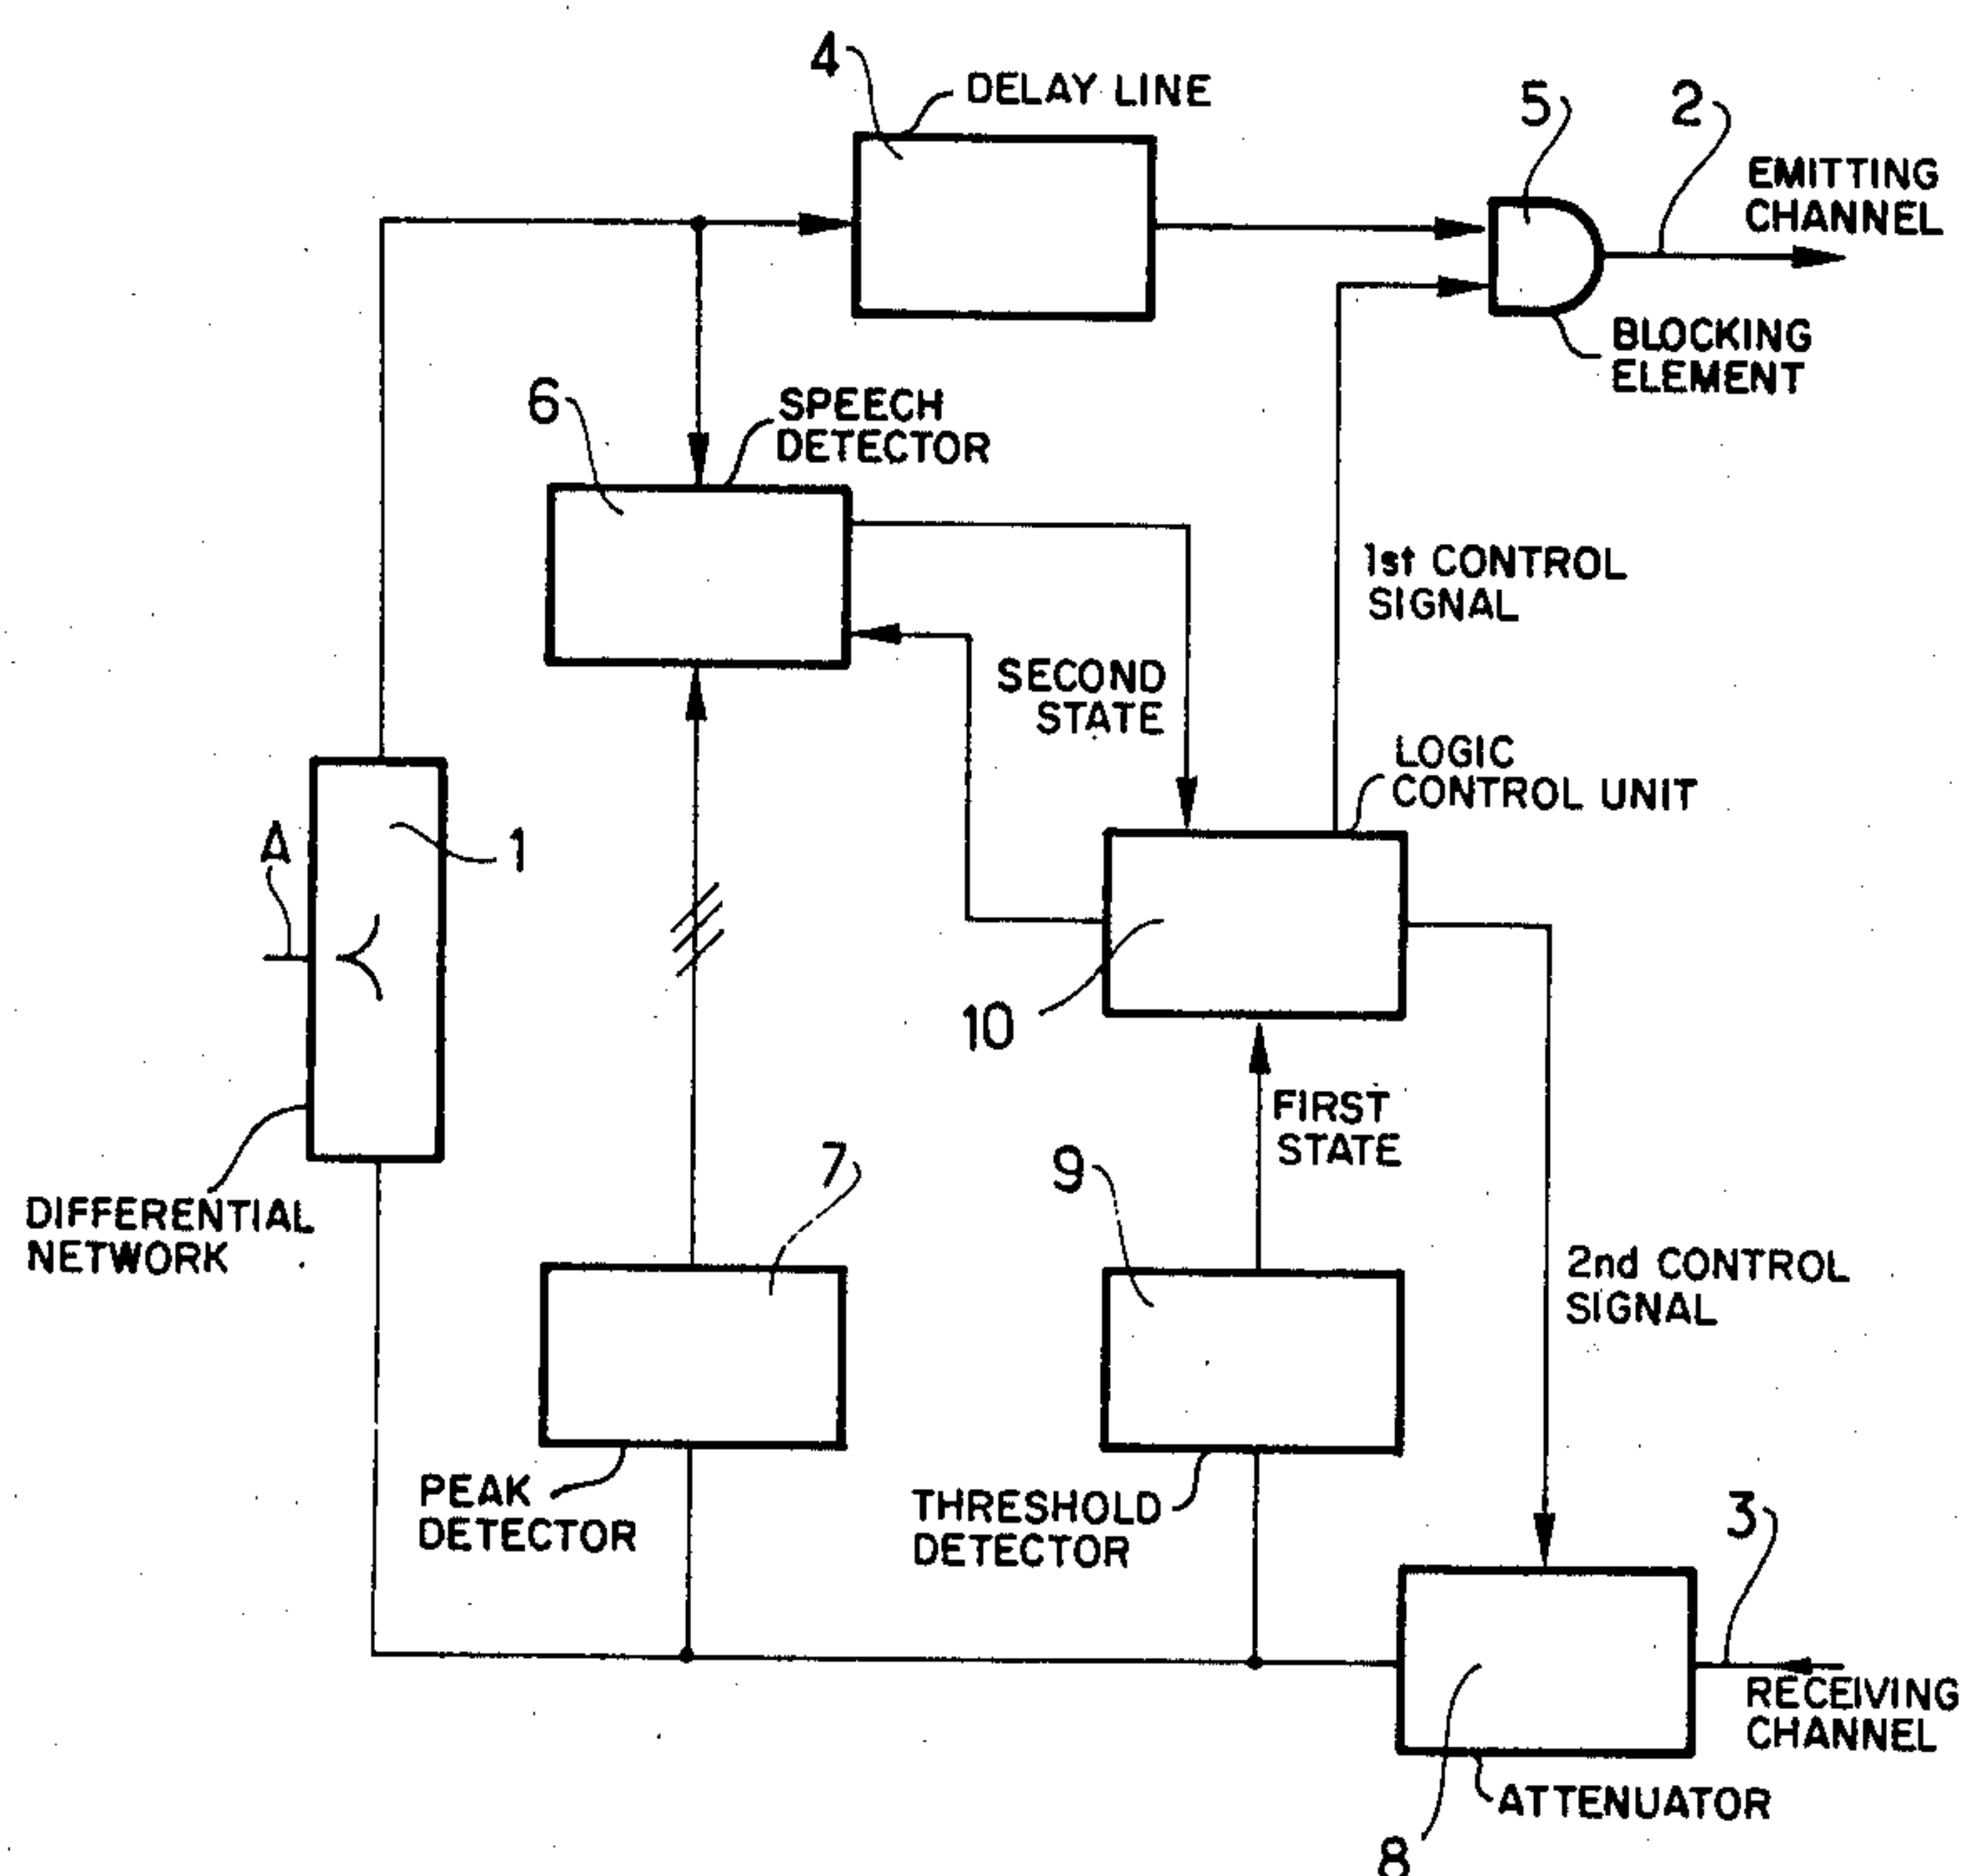 4
DELAY LINE
5
2
EMITTING
CHANNEL
BLOCKING
ELEMENT
6
SPEECH
DETECTOR
1st CONTROL
SIGNAL
SECOND
STATE
LOGIC
CONTROL UNIT
A
1
10
FIRST
STATE
7
9
DIFFERENTIAL
NETWORK
2nd CONTROL
SIGNAL
PEAK
DETECTOR
THRESHOLD
DETECTOR
3
RECEIVING
CHANNEL
ATTENUATOR
8